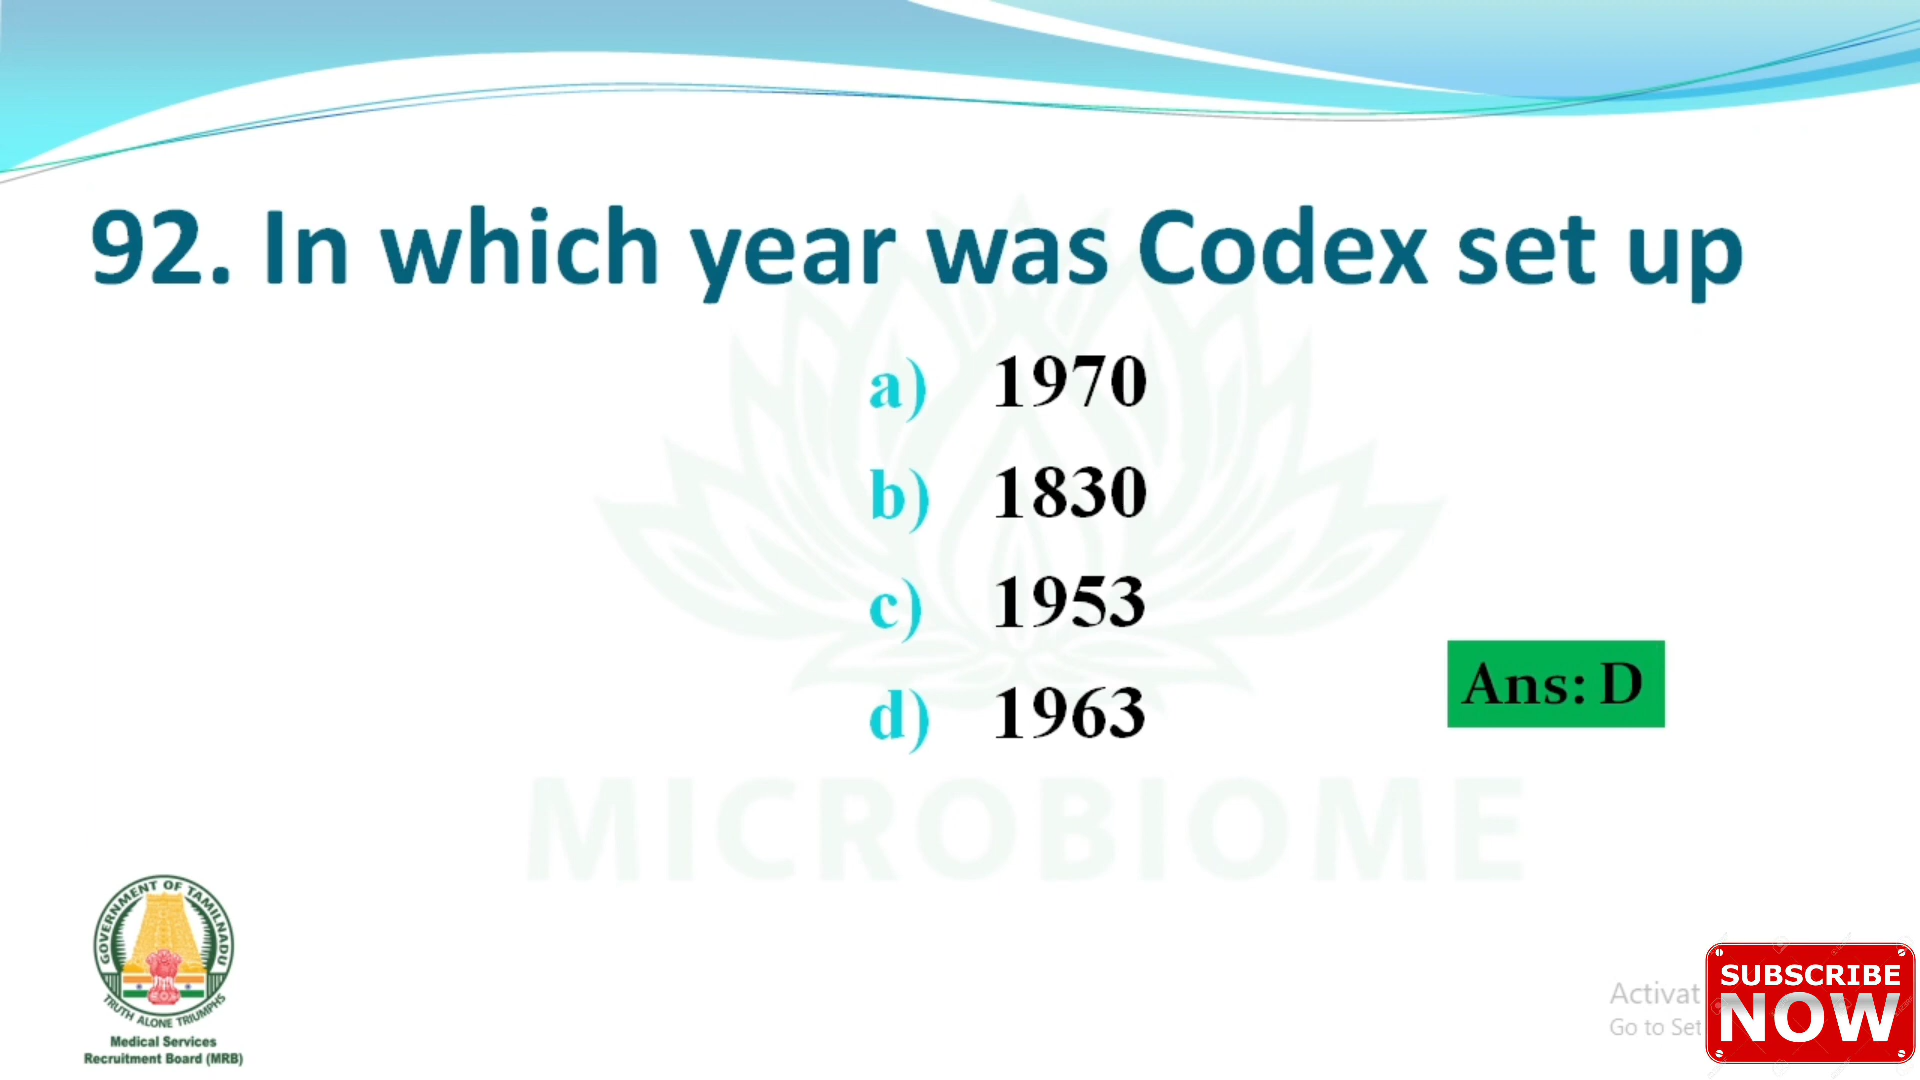 92. In which year was Codex set up
a) 1970
b) 1830
c) 1953
d) 1963
Ans: D
MICROBIOME
GOVERNMENT OF TAMILNADU
TRUTH ALONE TRIUMPHS
Medical Services
Recruitment Board (MRB)
Activat
Go to Set
SUBSCRIBE
NOW